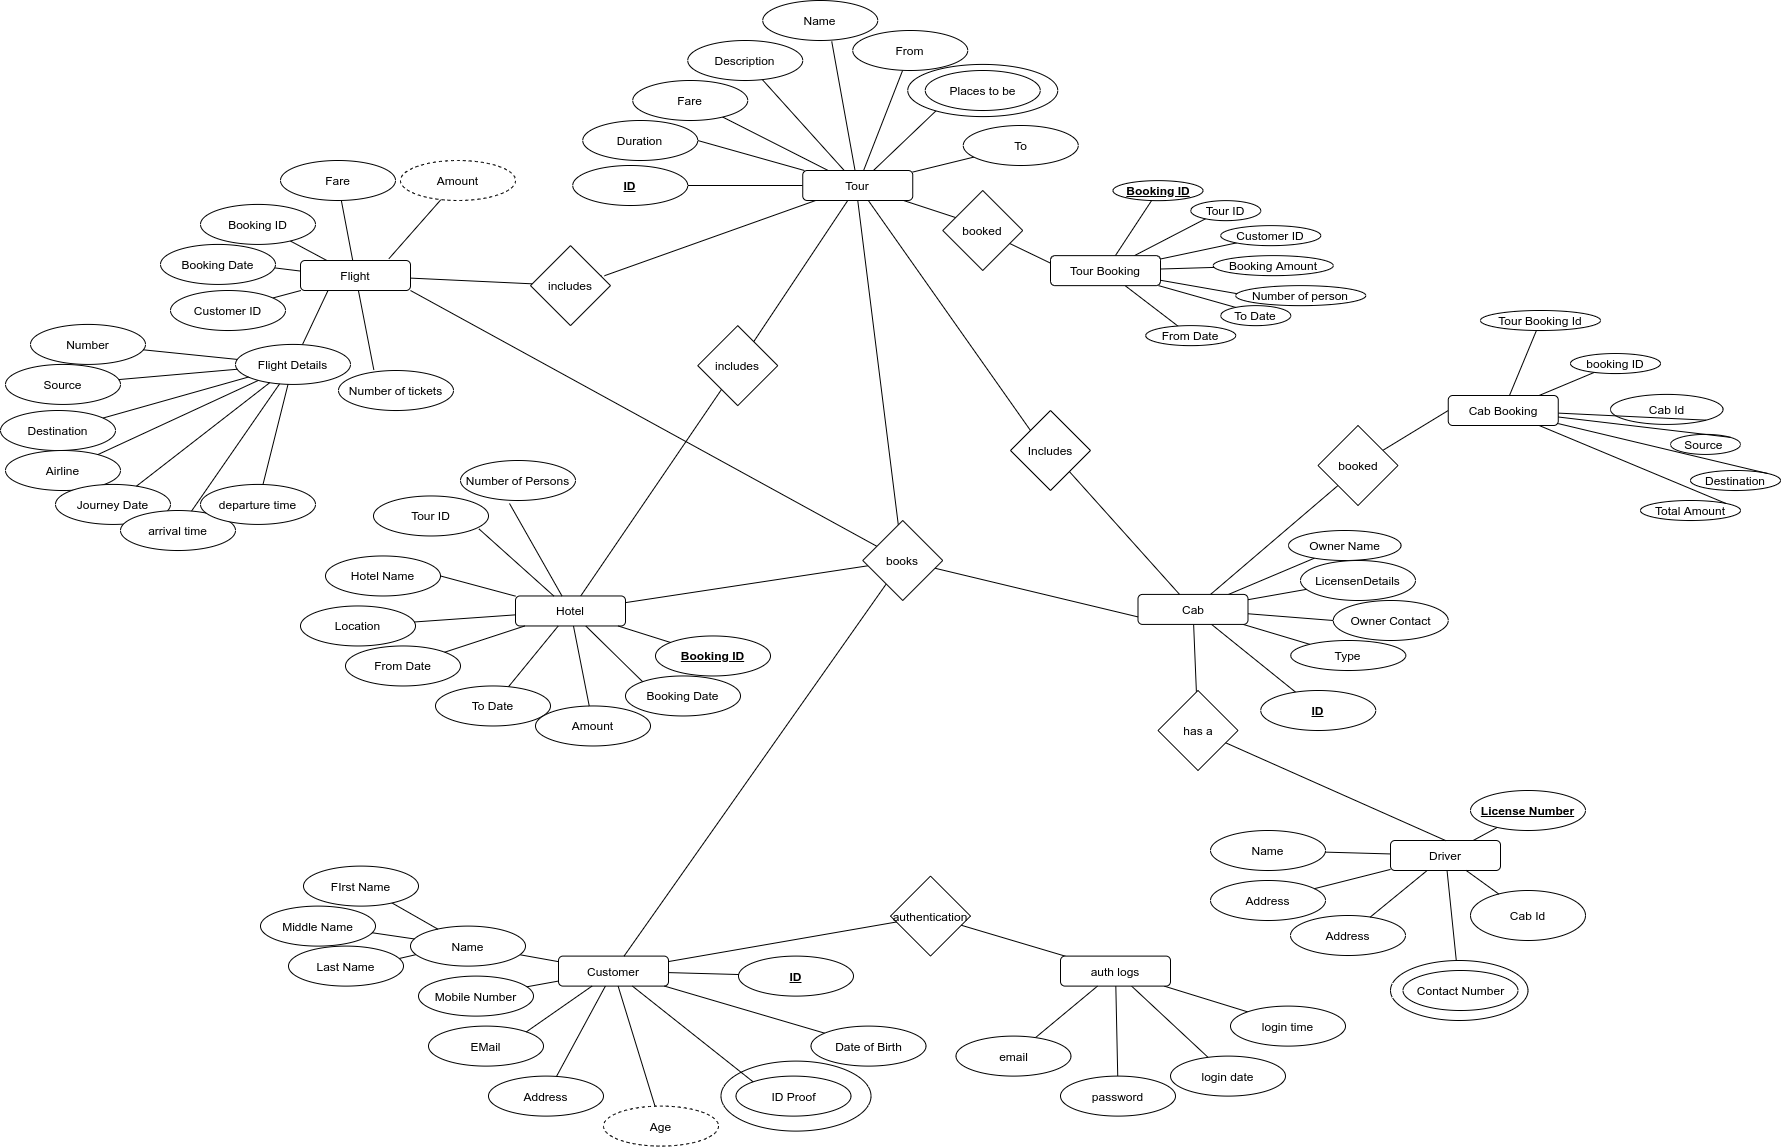 Name
From
Description
Places to be
Fare
Duration
To
ID
Tour
Fare
Amount
Booking ID
Booking Date
Customer ID
Flight
includes
booked
Booking ID
Tour ID
Customer ID
Booking Amount
Number of person
To Date
From Date
Tour Booking
Number
Source
Destination
Airline
Journey Date
arrival time
departure time
Flight Details
Number of tickets
includes
Includes
Tour Booking Id
booking ID
Cab Id
Source
Destination
Total Amount
Cab Booking
booked
Number of Persons
Tour ID
Hotel Name
Location
From Date
To Date
Amount
Booking Date
Booking ID
Hotel
books
Owner Name
LicensenDetails
Owner Contact
Type
ID
Cab
has a
License Number
Name
Driver
Address
Address
Cab Id
Contact Number
FIrst Name
Middle Name
Last Name
Name
Customer
authentication
ID
auth logs
Mobile Number
EMail
Address
Age
ID Proof
Date of Birth
login time
email
login date
password